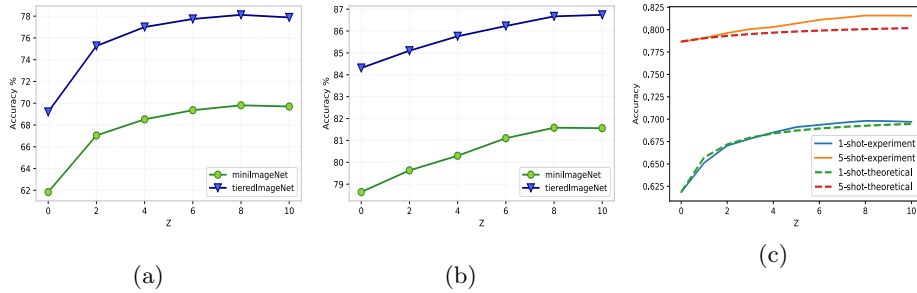 78
76
74
72
70
68
66
64
62
Accuracy %
0 2 4 6 8 10
Z
miniImageNet
tieredImageNet
(a)
87
86
85
84
83
82
81
80
79
Accuracy %
0 2 4 6 8 10
Z
miniImageNet
tieredImageNet
(b)
0.825
0.800
0.775
0.750
0.725
0.700
0.675
0.650
0.625
Accuracy %
0 2 4 6 8 10
Z
1-shot-experiment
5-shot-experiment
1-shot-theoretical
5-shot-theoretical
(c)